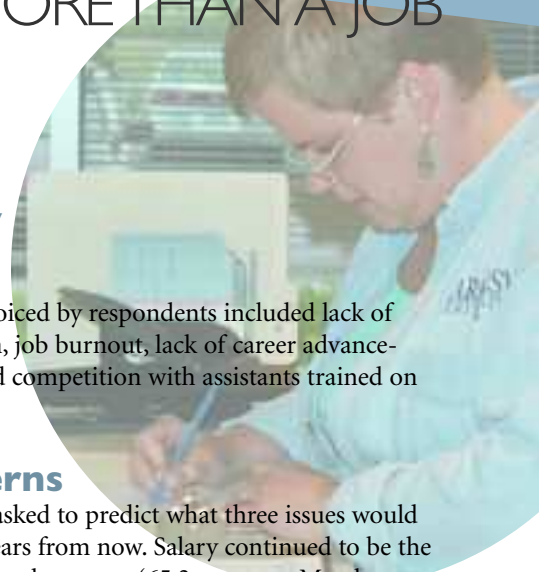 ORE THAN A JOB
oiced by respondents included lack of
, job burnout, lack of career advance-
d competition with assistants trained on
erns
asked to predict what three issues would
ears from now. Salary continued to be the